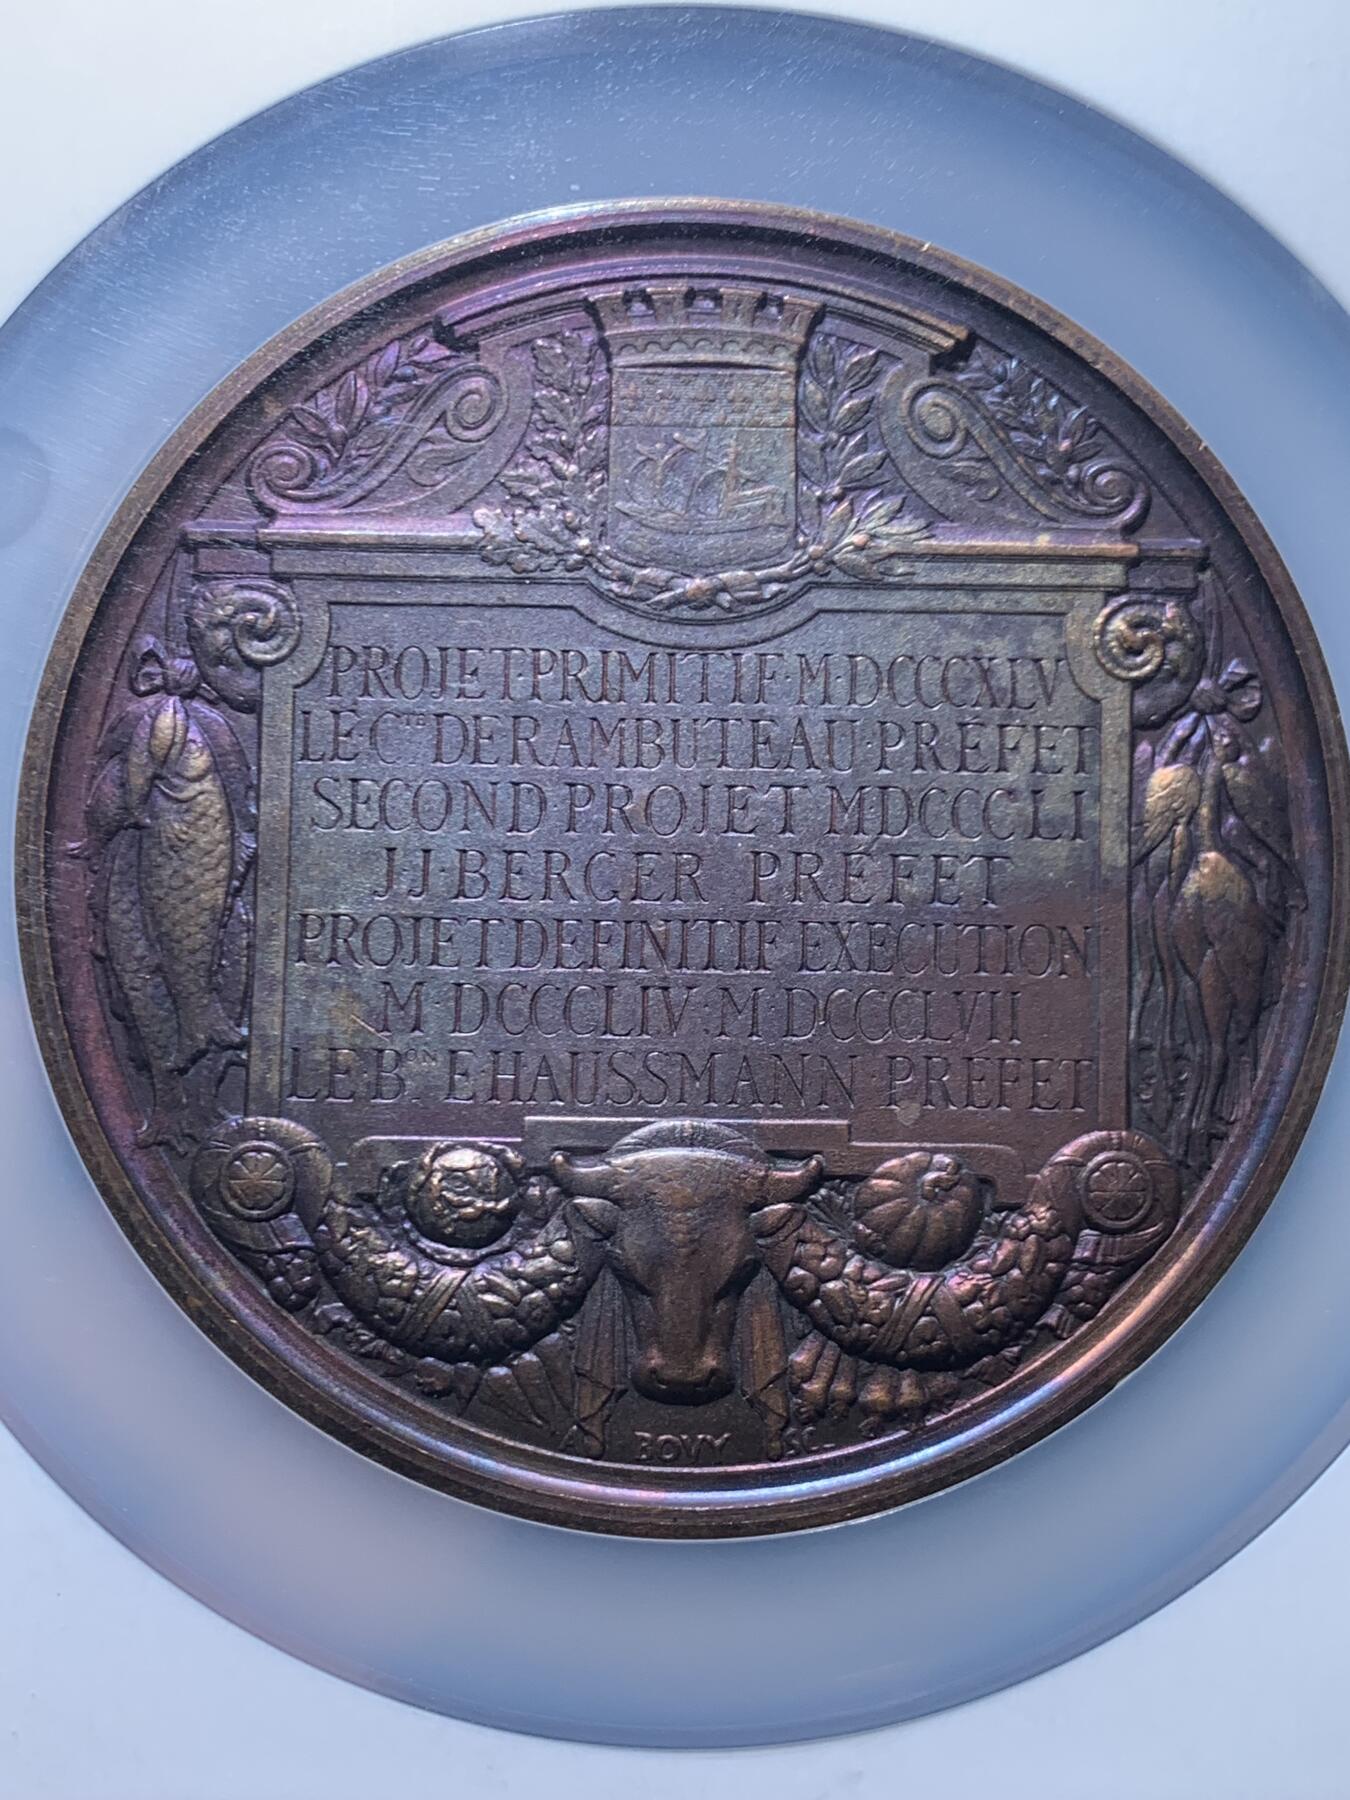 PROJET·PRIMITIF·M·DCCCXLV
LE·CTE DE RAMBUTEAU·PRÉFET
SECOND PROJET MDCCCLI
J J·BERGER PRÉFET
PROJET DEFINITIF EXECUTION
M·DCCCLIV·M·DCCCLVII
LE BON E·HAUSSMANN·PREFET
A BOVY SC